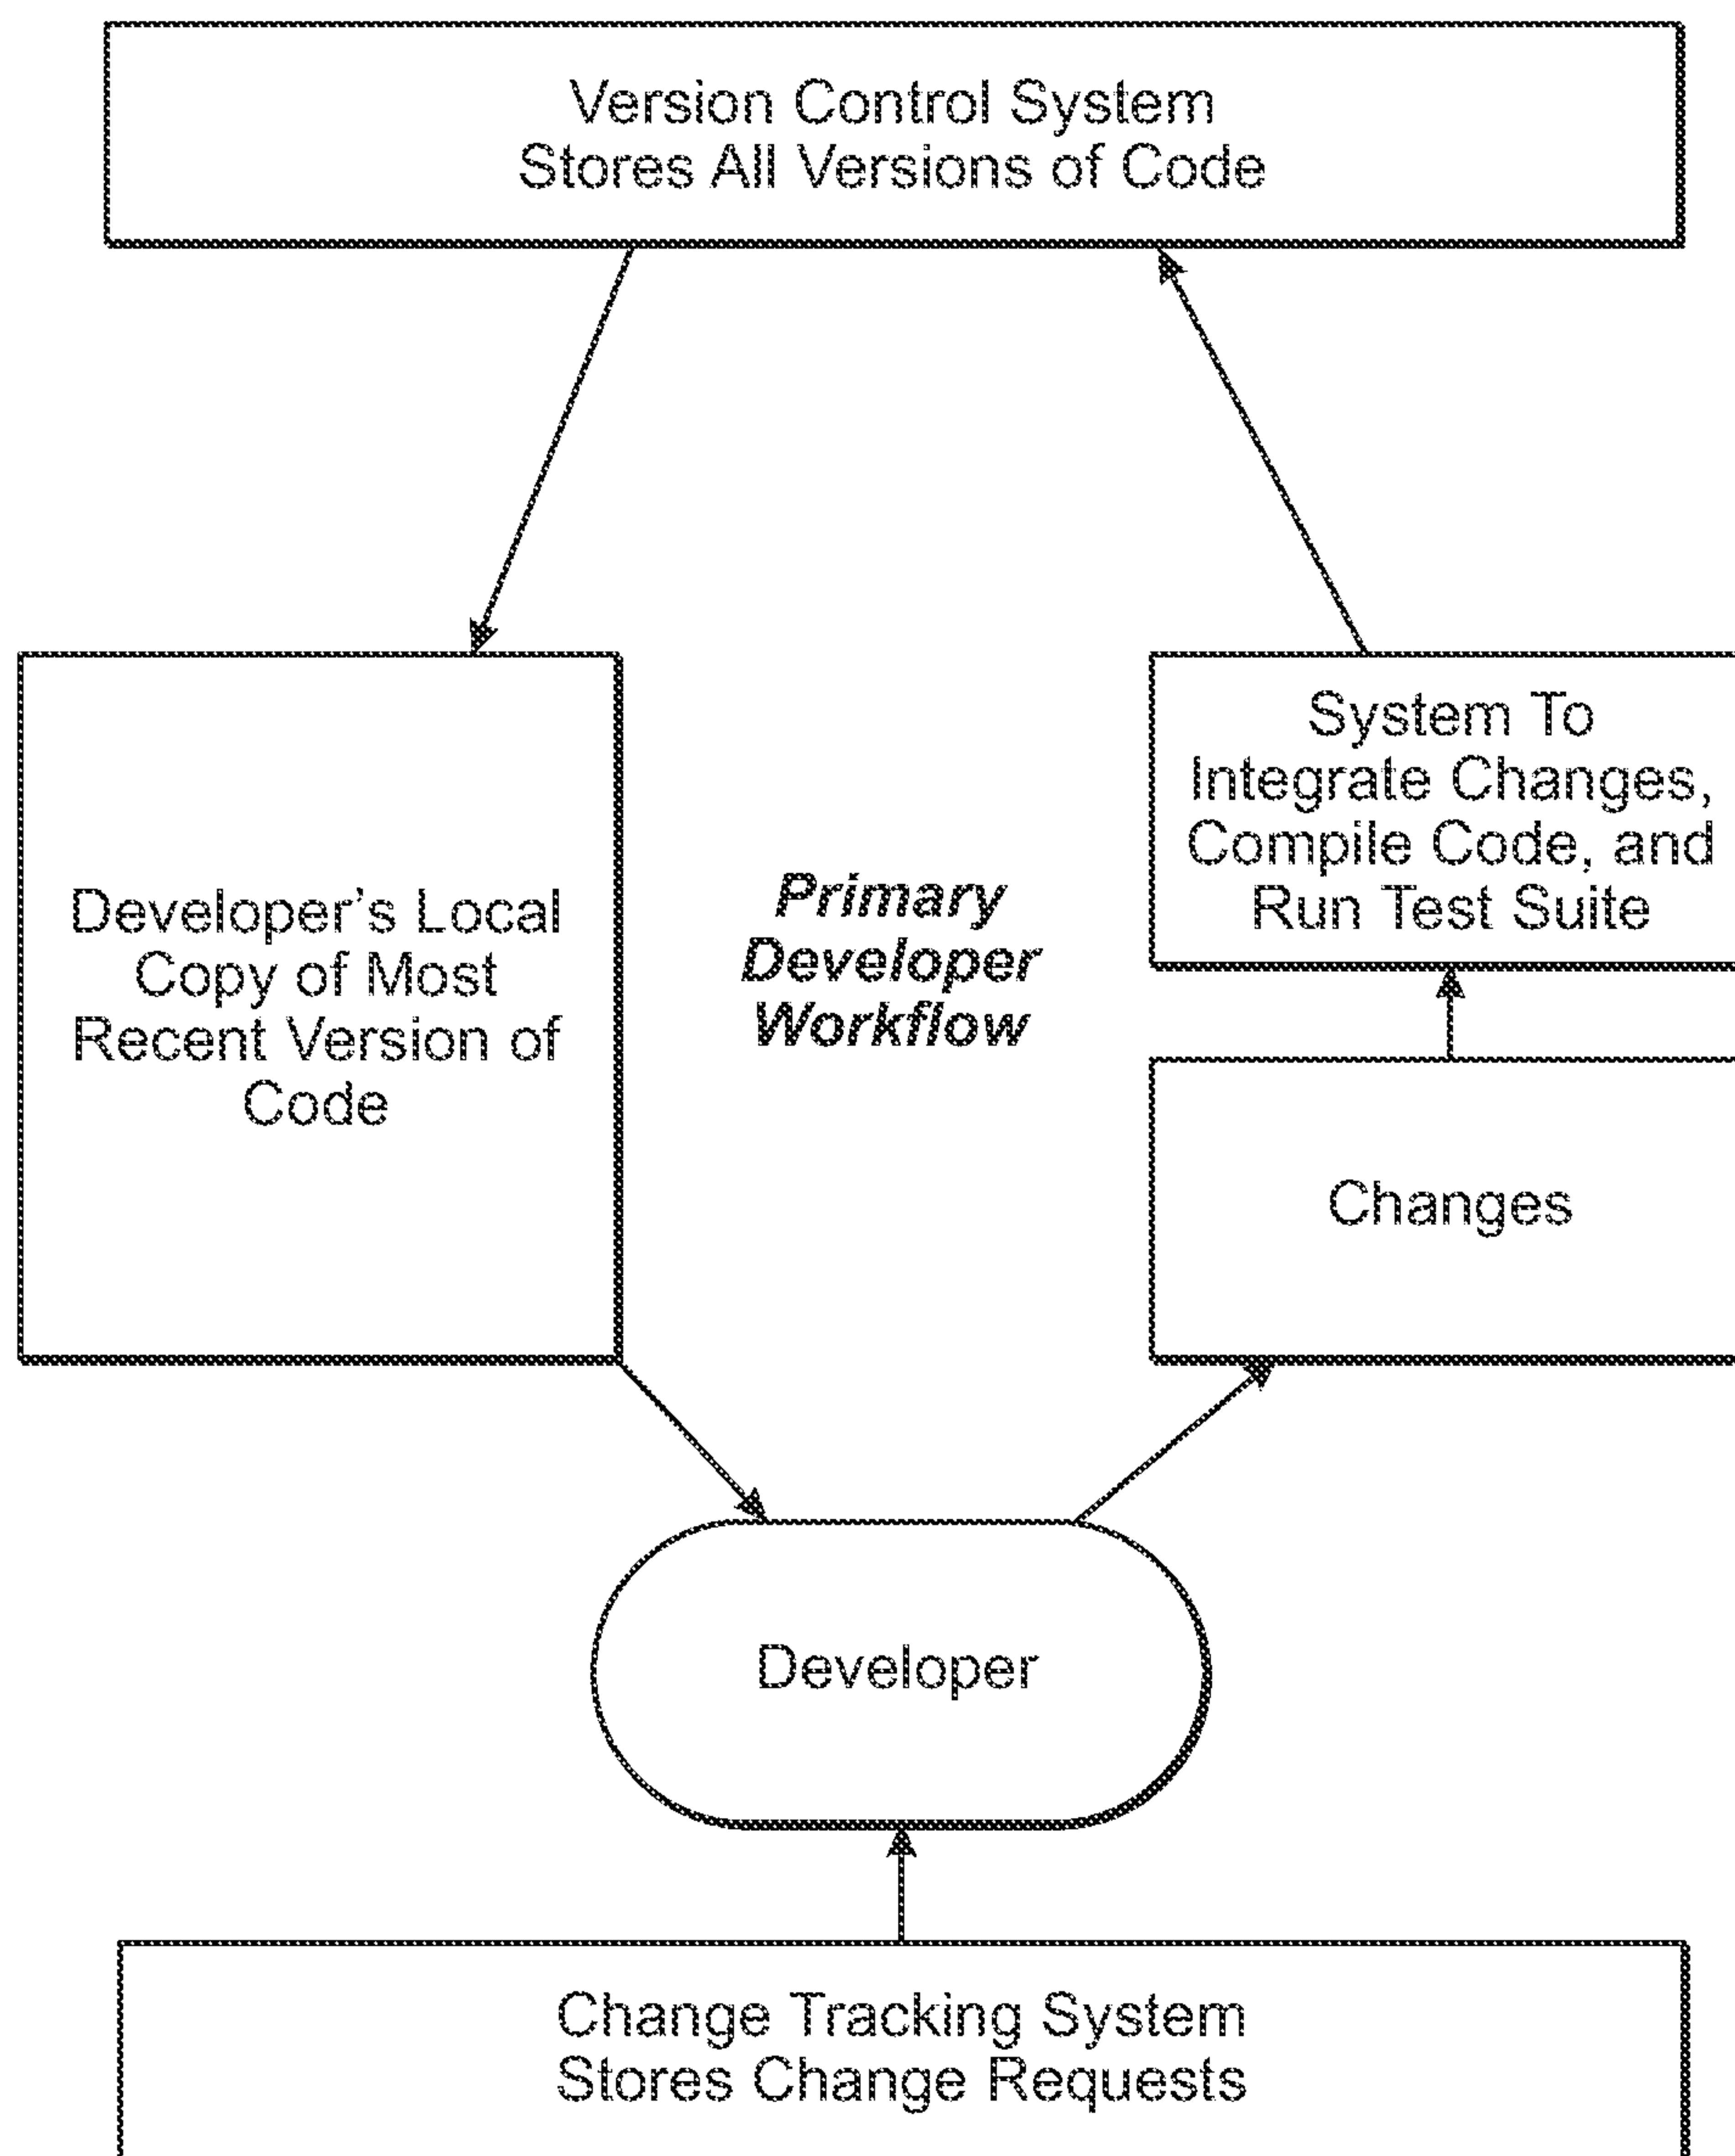 Version Control System
Stores All Versions of Code
Developer’s Local
Copy of Most
Recent Version of
Code
Primary
Developer
Workflow
System To
Integrate Changes,
Compile Code, and
Run Test Suite
Changes
Developer
Change Tracking System
Stores Change Requests